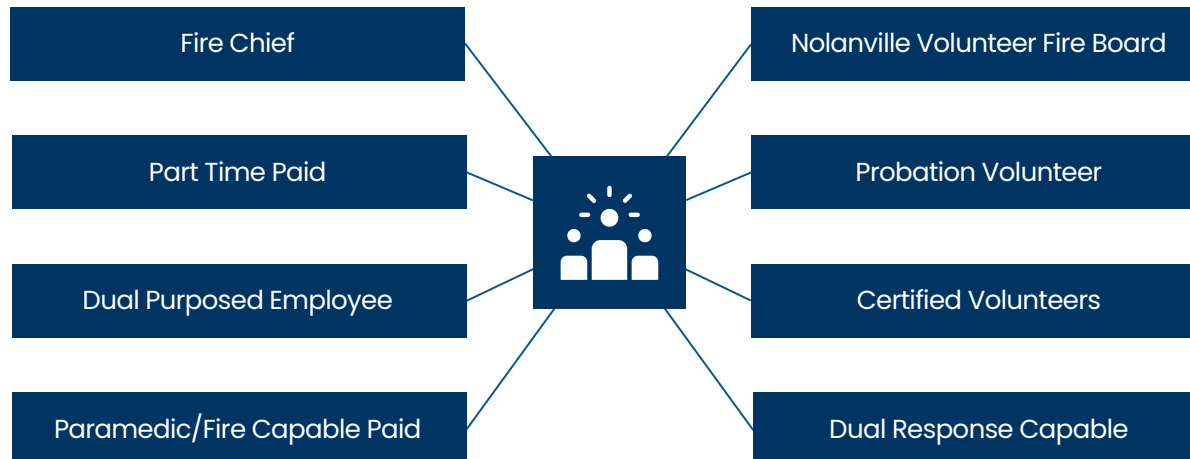 Fire Chief
Nolanville Volunteer Fire Board
Part Time Paid
Probation Volunteer
Dual Purposed Employee
Certified Volunteers
Paramedic/Fire Capable Paid
Dual Response Capable